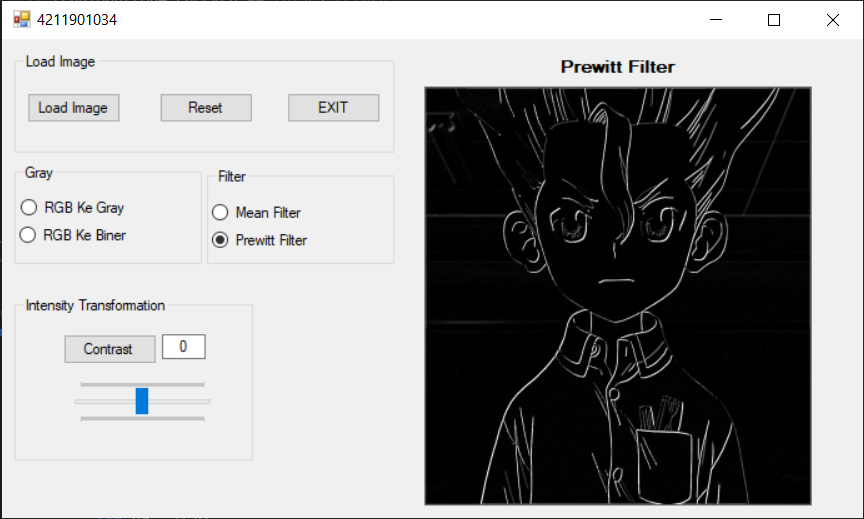 4211901034
Load Image
Load Image Reset EXIT
Prewitt Filter
Gray
RGB Ke Gray
RGB Ke Biner
Filter
Mean Filter
Prewitt Filter
Intensity Transformation
Contrast 0